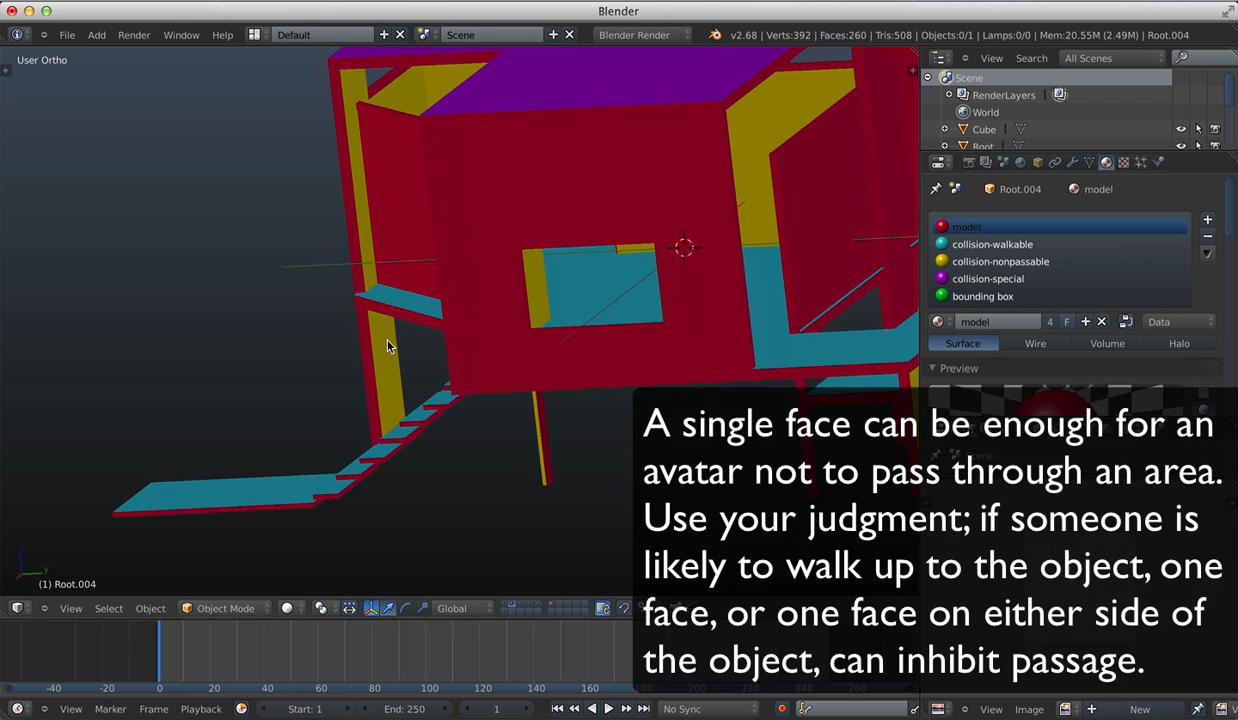 Blender
File Add Render Window Help Default Scene Blender Render v2.68 | Verts:392 | Faces:260 | Tris:508 | Objects:0/1 | Lamps:0/0 | Mem:20.55M (2.49M) | Root.004
User Ortho
View Search All Scenes
Scene
RenderLayers
World
Cube
Root
Root.004 model
model
collision-walkable
collision-nonpassable
collision-special
bounding box
model 4 F Data
Surface Wire Volume Halo
Preview
A single face can be enough for an
avatar not to pass through an area.
Use your judgment; if someone is
likely to walk up to the object, one
face, or one face on either side of
the object, can inhibit passage.
(1) Root.004
View Select Object Object Mode Global
-40 -20 0 20 40 60 80 100 120 140 160 180 200 220 240 260
View Marker Frame Playback Start: 1 End: 250 1 No Sync
View Image New View